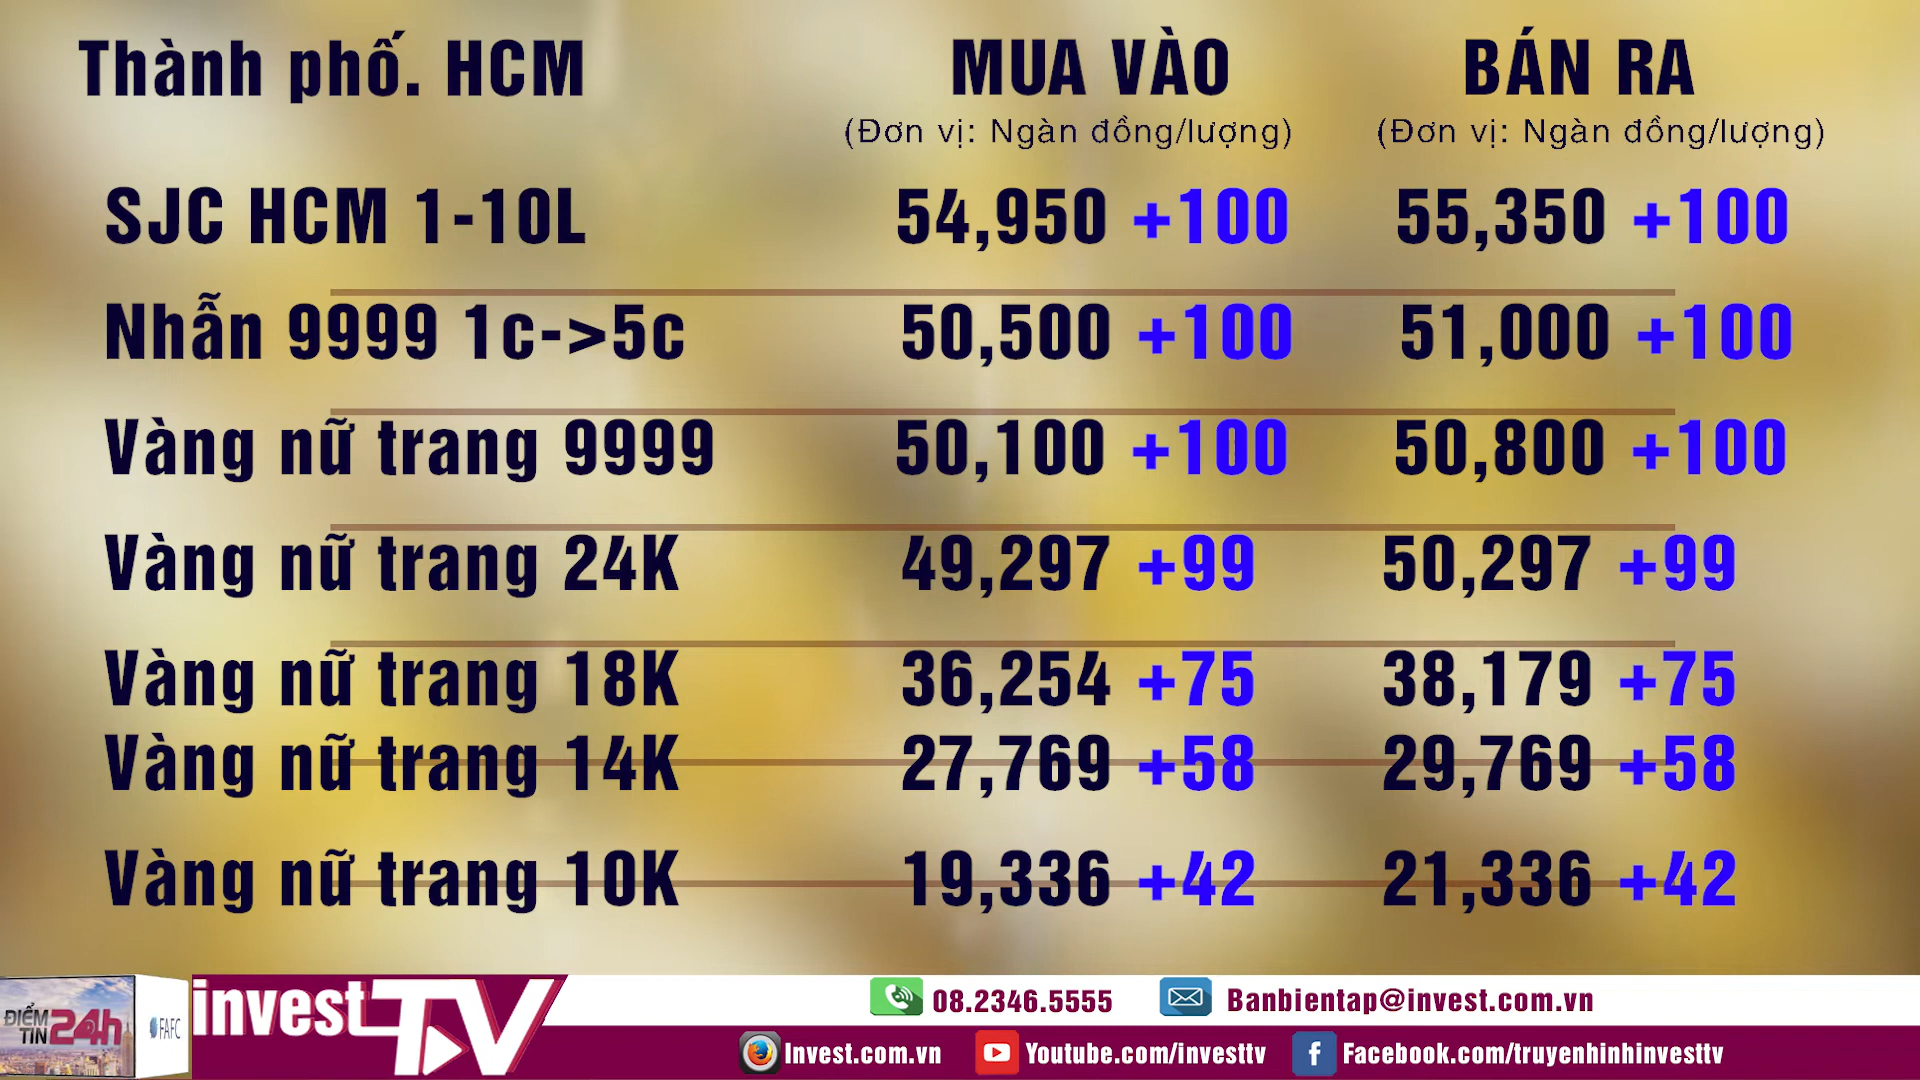 Thành phố. HCM MUA VÀO BÁN RA
(Đơn vị: Ngàn đồng/lượng) (Đơn vị: Ngàn đồng/lượng)
SJC HCM 1-10L 54,950 +100 55,350 +100
Nhẫn 9999 1c->5c 50,500 +100 51,000 +100
Vàng nữ trang 9999 50,100 +100 50,800 +100
Vàng nữ trang 24K 49,297 +99 50,297 +99
Vàng nữ trang 18K 36,254 +75 38,179 +75
Vàng nữ trang 14K 27,769 +58 29,769 +58
Vàng nữ trang 10K 19,336 +42 21,336 +42
ĐIỂM TIN 24h FAFC
investTV
08.2346.5555 Banbientap@invest.com.vn
Invest.com.vn Youtube.com/investtv Facebook.com/truyenhinhinvesttv